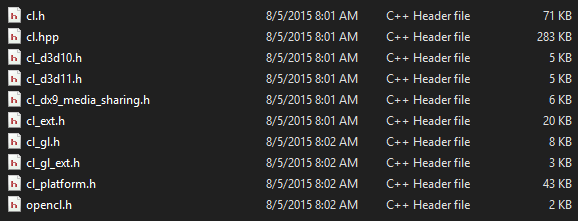 cl.h 8/5/2015 8:01 AM C++ Header file 71 KB
cl.hpp 8/5/2015 8:01 AM C++ Header file 283 KB
cl_d3d10.h 8/5/2015 8:01 AM C++ Header file 5 KB
cl_d3d11.h 8/5/2015 8:01 AM C++ Header file 5 KB
cl_dx9_media_sharing.h 8/5/2015 8:01 AM C++ Header file 6 KB
cl_ext.h 8/5/2015 8:01 AM C++ Header file 20 KB
cl_gl.h 8/5/2015 8:02 AM C++ Header file 8 KB
cl_gl_ext.h 8/5/2015 8:02 AM C++ Header file 3 KB
cl_platform.h 8/5/2015 8:02 AM C++ Header file 43 KB
opencl.h 8/5/2015 8:02 AM C++ Header file 2 KB